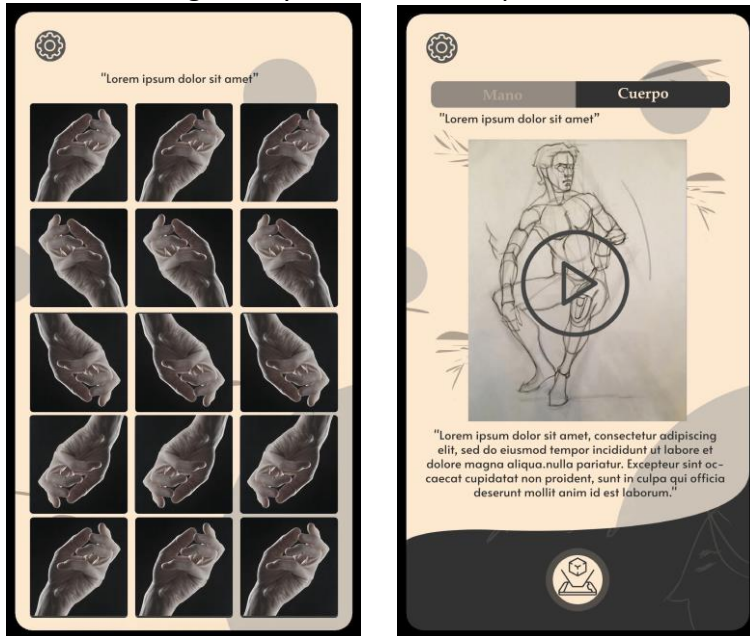 “Lorem ipsum dolor sit amet”
Mano
Cuerpo
“Lorem ipsum dolor sit amet”
“Lorem ipsum dolor sit amet, consectetur adipiscing
elit, sed do eiusmod tempor incididunt ut labore et
dolore magna aliqua.nulla pariatur. Excepteur sint oc-
caecat cupidatat non proident, sunt in culpa qui officia
deserunt mollit anim id est laborum.“